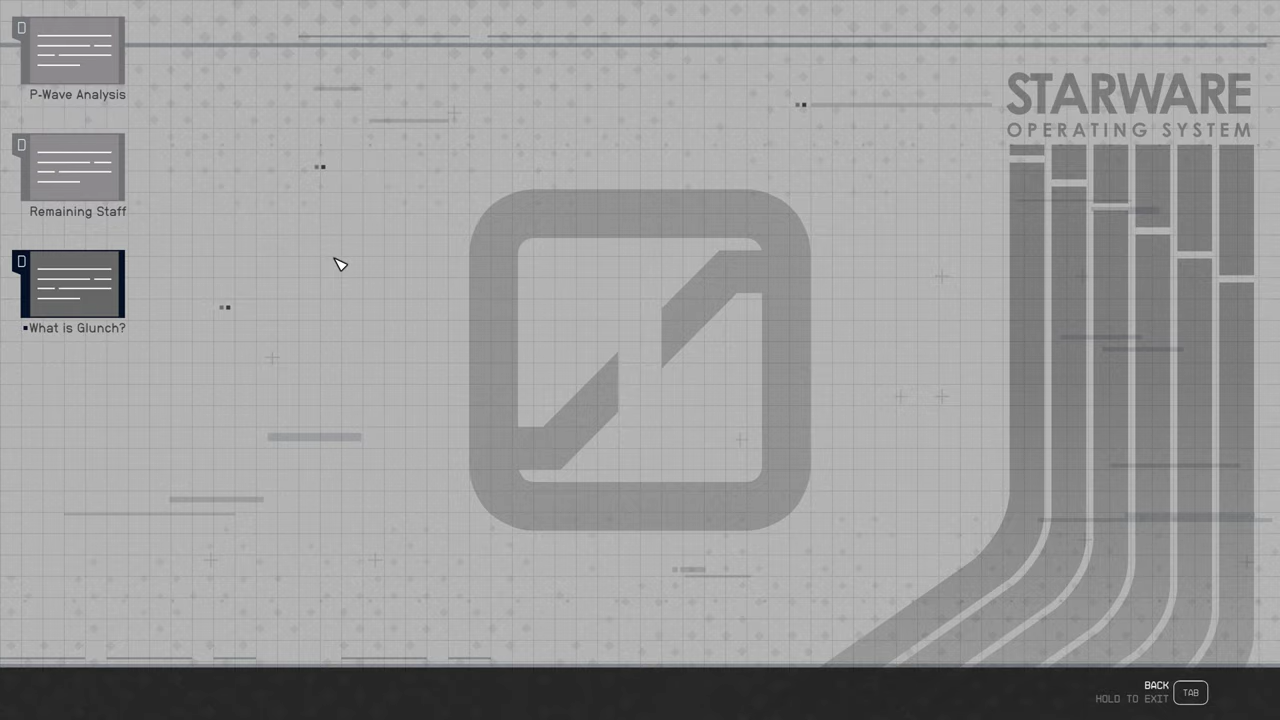 D
P-Wave Analysis
D
Remaining Staff
D
What is Glunch?
STARWARE
OPERATING SYSTEM
BACK
HOLD TO EXIT
TAB